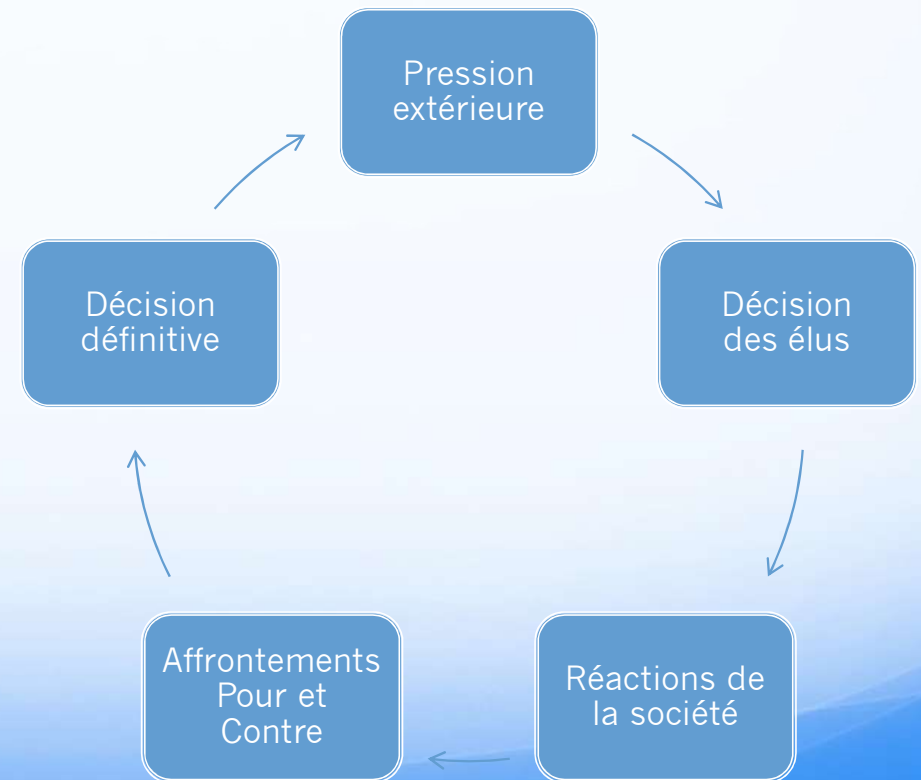 Pression
extérieure
Décision
des élus
Réactions de
la société
Affrontements
Pour et
Contre
Décision
définitive